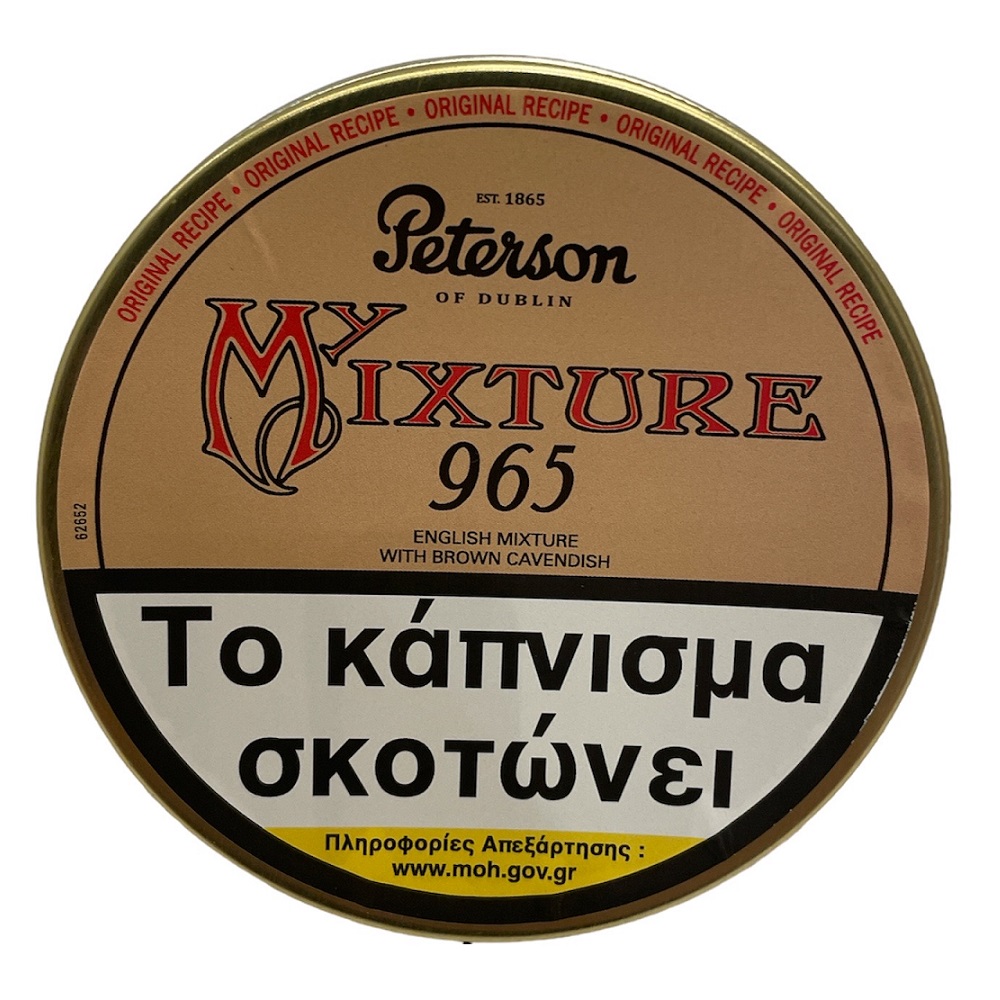 ORIGINAL RECIPE • ORIGINAL RECIPE • ORIGINAL RECIPE • ORIGINAL RECIPE • ORIGINAL RECIPE
EST. 1865
Peterson
OF DUBLIN
My Mixture
965
62652
ENGLISH MIXTURE
WITH BROWN CAVENDISH
Το κάπνισμα
σκοτώνει
Πληροφορίες Απεξάρτησης :
www.moh.gov.gr